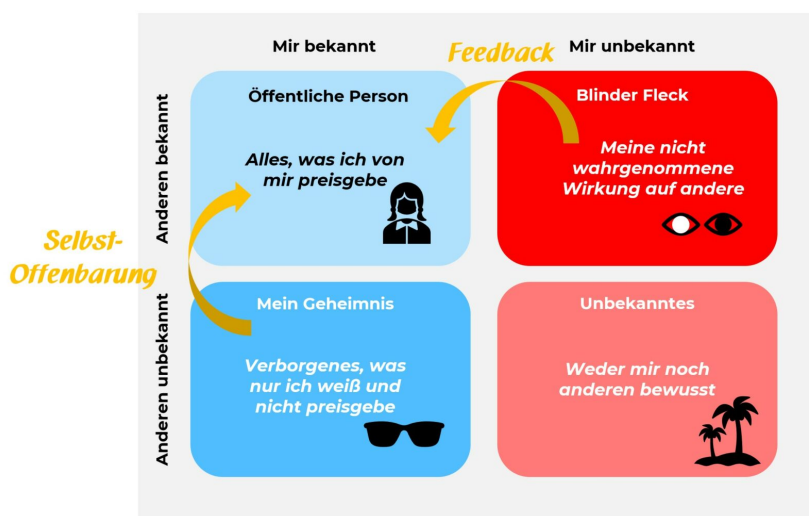 Mir bekannt
Mir unbekannt
Feedback
Anderen bekannt
Öffentliche Person
Alles, was ich von
mir preisgebe
Blinder Fleck
Meine nicht
wahrgenommene
Wirkung auf andere
Selbst-
Offenbarung
Anderen unbekannt
Mein Geheimnis
Verborgenes, was
nur ich weiß und
nicht preisgebe
Unbekanntes
Weder mir noch
anderen bewusst